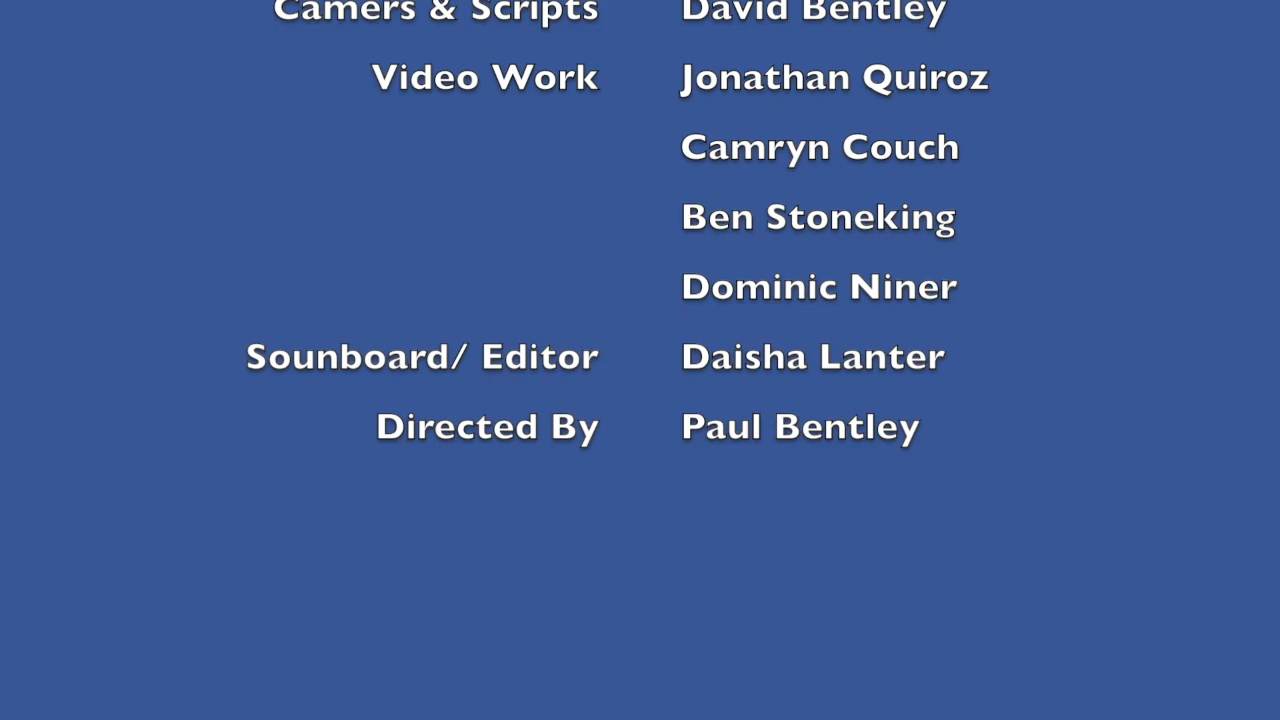 Camers & Scripts David Bentley
Video Work Jonathan Quiroz
Camryn Couch
Ben Stoneking
Dominic Niner
Sounboard/ Editor Daisha Lanter
Directed By Paul Bentley